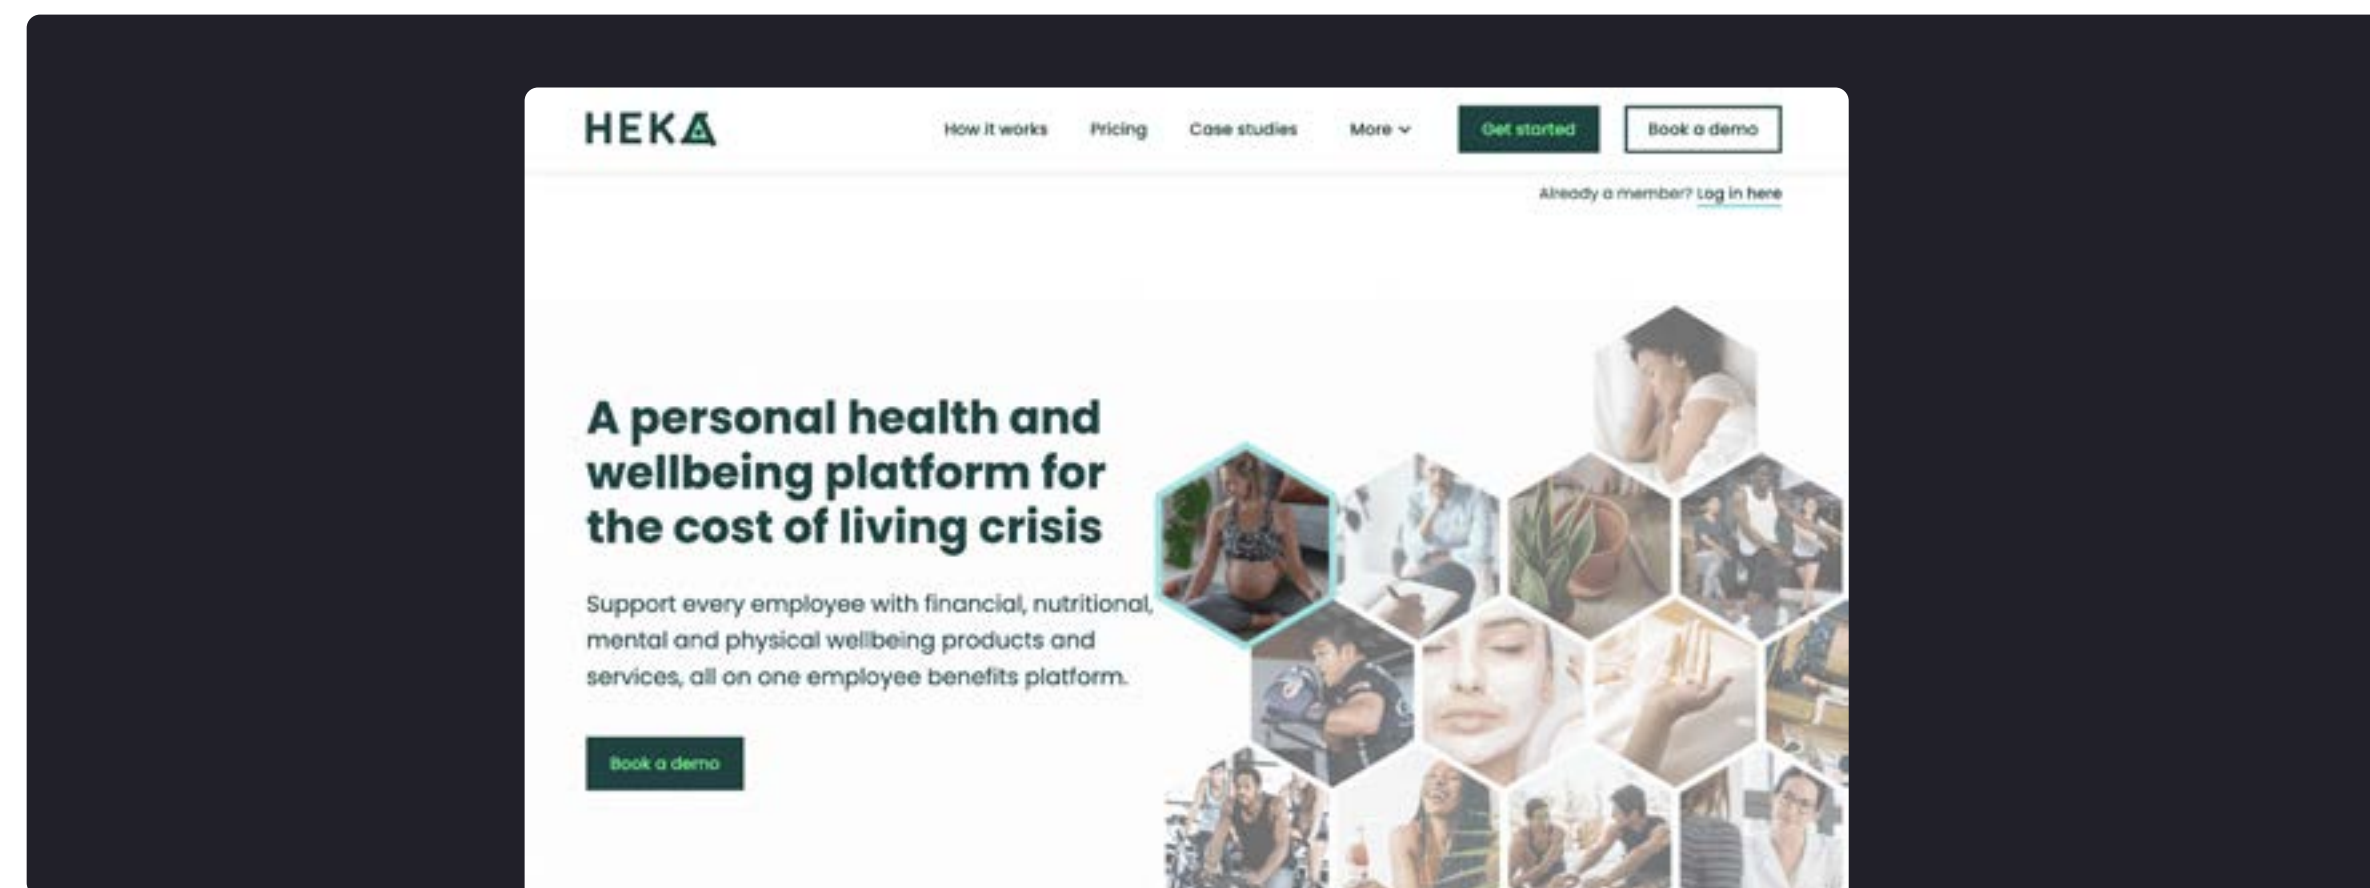 HEKA
How it works
Pricing
Case studies
More
Get started
Book a demo
Already a member? Log in here
A personal health and
wellbeing platform for
the cost of living crisis
Support every employee with financial, nutritional,
mental and physical wellbeing products and
services, all on one employee benefits platform.
Book a demo